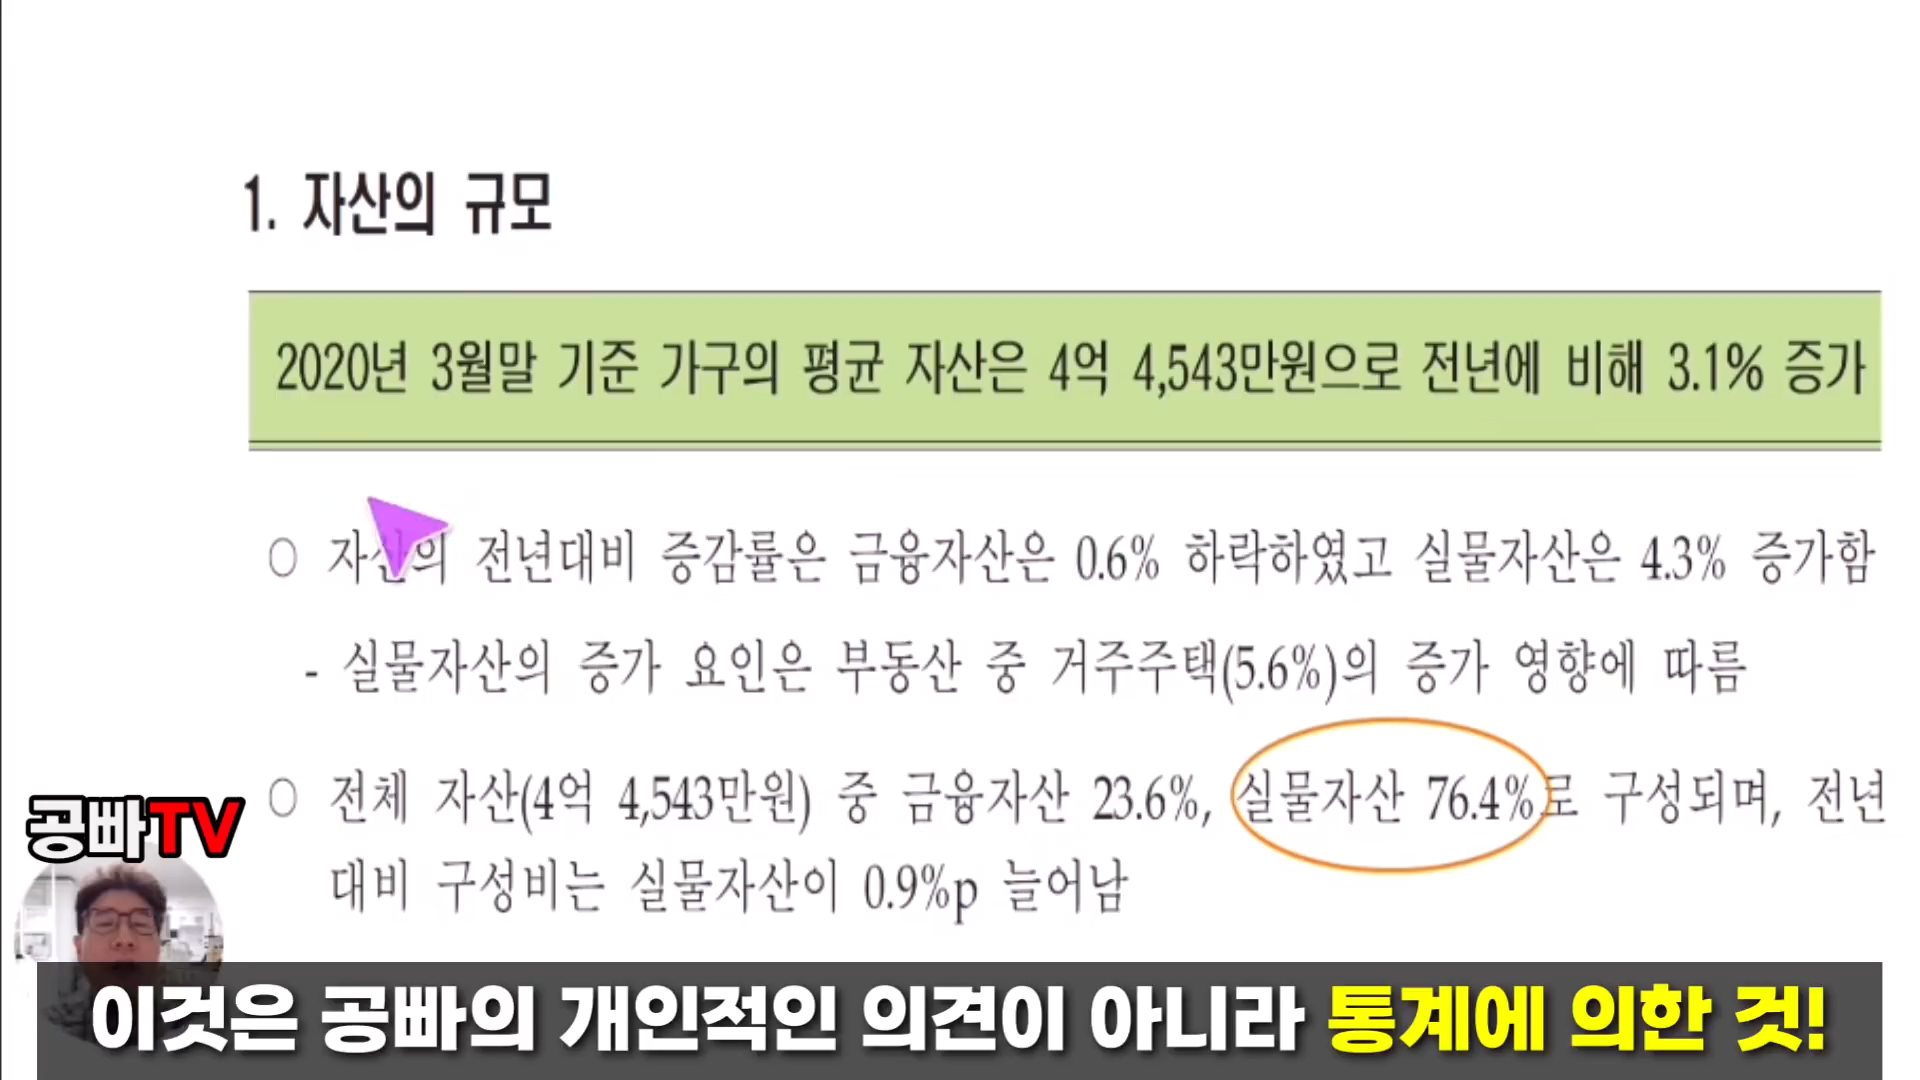 1. 자산의 규모
2020년 3월말 기준 가구의 평균 자산은 4억 4,543만원으로 전년에 비해 3.1% 증가
○ 자산의 전년대비 증감률은 금융자산은 0.6% 하락하였고 실물자산은 4.3% 증가함
- 실물자산의 증가 요인은 부동산 중 거주주택(5.6%)의 증가 영향에 따름
○ 전체 자산(4억 4,543만원) 중 금융자산 23.6%, 실물자산 76.4%로 구성되며, 전년
대비 구성비는 실물자산이 0.9%p 늘어남
공빠TV
이것은 공빠의 개인적인 의견이 아니라 통계에 의한 것!